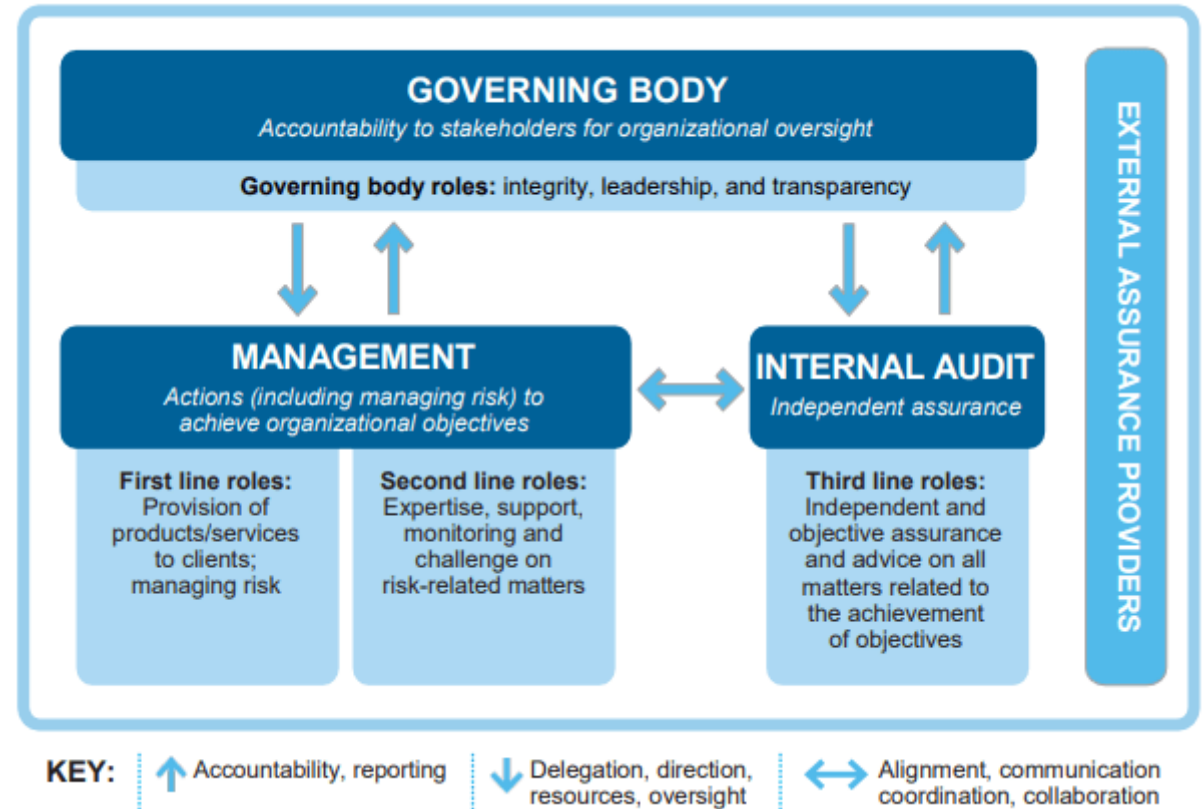 GOVERNING BODY
Accountability to stakeholders for organizational oversight
Governing body roles: integrity, leadership, and transparency
MANAGEMENT
Actions (including managing risk) to
achieve organizational objectives
First line roles:
Provision of
products/services
to clients;
managing risk
Second line roles:
Expertise, support,
monitoring and
challenge on
risk-related matters
INTERNAL AUDIT
Independent assurance
Third line roles:
Independent and
objective assurance
and advice on all
matters related to
the achievement
of objectives
EXTERNAL ASSURANCE PROVIDERS
KEY:
Accountability, reporting
Delegation, direction,
resources, oversight
Alignment, communication
coordination, collaboration